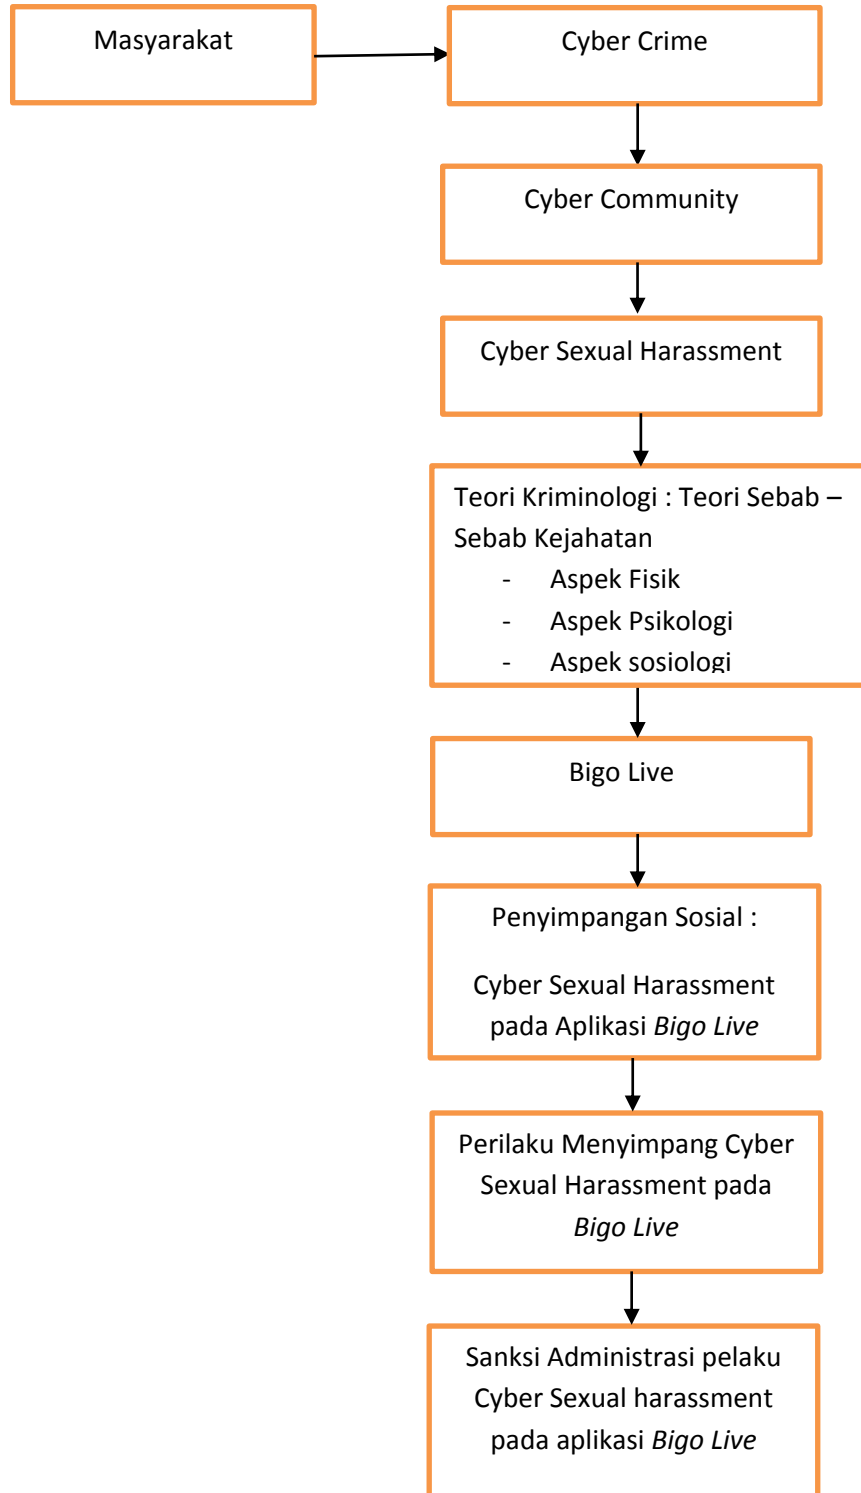 Masyarakat
Cyber Crime
Cyber Community
Cyber Sexual Harassment
Teori Kriminologi : Teori Sebab –
Sebab Kejahatan
- Aspek Fisik
- Aspek Psikologi
- Aspek sosiologi
Bigo Live
Penyimpangan Sosial :
Cyber Sexual Harassment
pada Aplikasi Bigo Live
Perilaku Menyimpang Cyber
Sexual Harassment pada
Bigo Live
Sanksi Administrasi pelaku
Cyber Sexual harassment
pada aplikasi Bigo Live